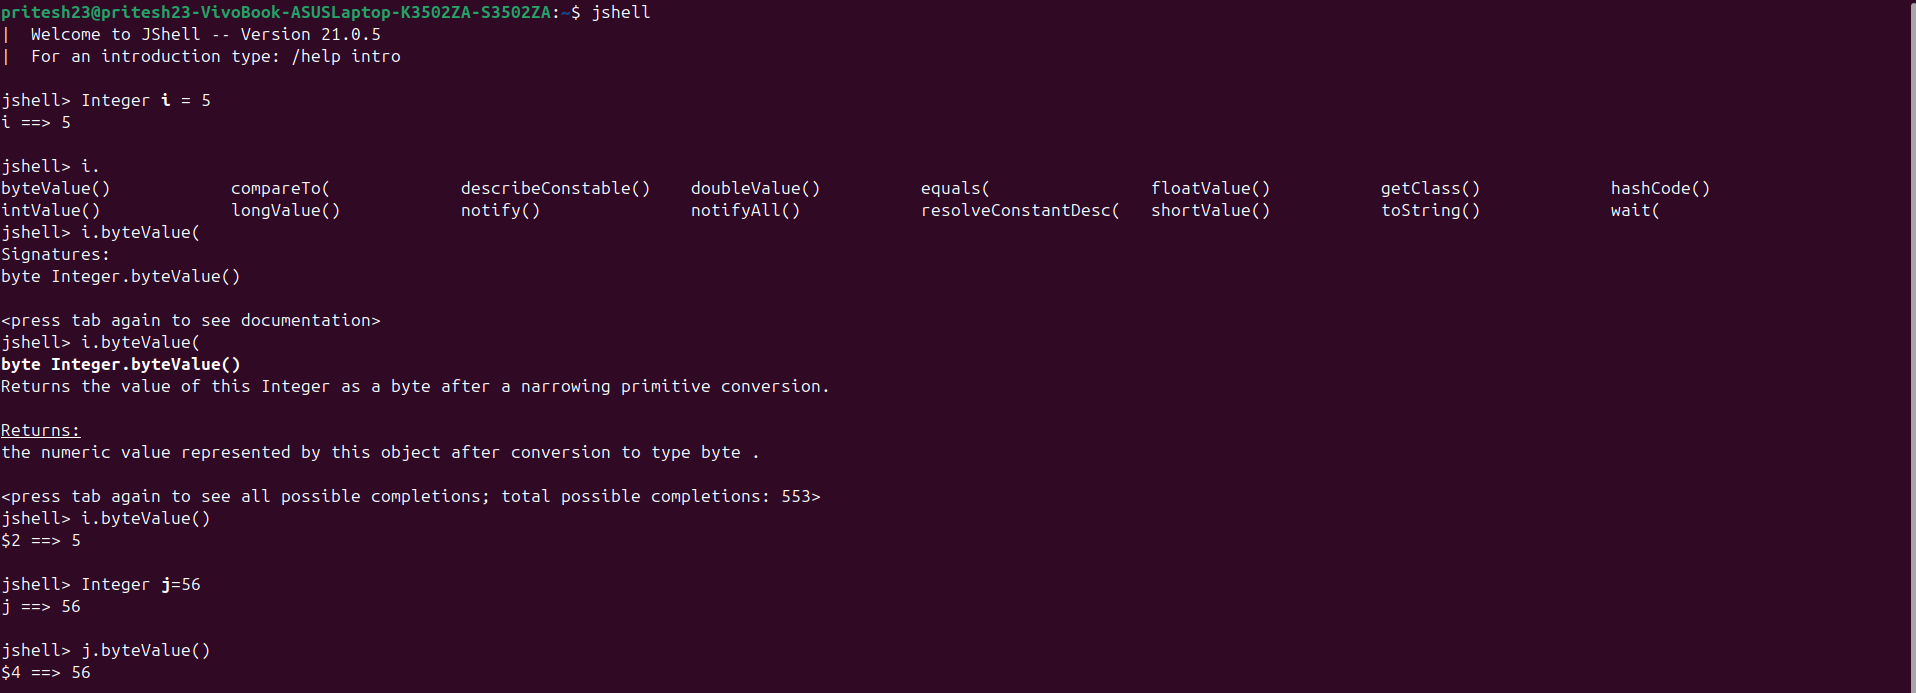 pritesh23@pritesh23-VivoBook-ASUSLaptop-K3502ZA-S3502ZA:~$ jshell
|  Welcome to JShell -- Version 21.0.5
|  For an introduction type: /help intro
jshell> Integer i = 5
i ==> 5
jshell> i.
byteValue()            compareTo(             describeConstable()    doubleValue()          equals(                floatValue()           getClass()             hashCode()
intValue()             longValue()            notify()               notifyAll()            resolveConstantDesc(   shortValue()           toString()             wait(
jshell> i.byteValue(
Signatures:
byte Integer.byteValue()
<press tab again to see documentation>
jshell> i.byteValue(
byte Integer.byteValue()
Returns the value of this Integer as a byte after a narrowing primitive conversion.
Returns:
the numeric value represented by this object after conversion to type byte .
<press tab again to see all possible completions; total possible completions: 553>
jshell> i.byteValue()
$2 ==> 5
jshell> Integer j=56
j ==> 56
jshell> j.byteValue()
$4 ==> 56